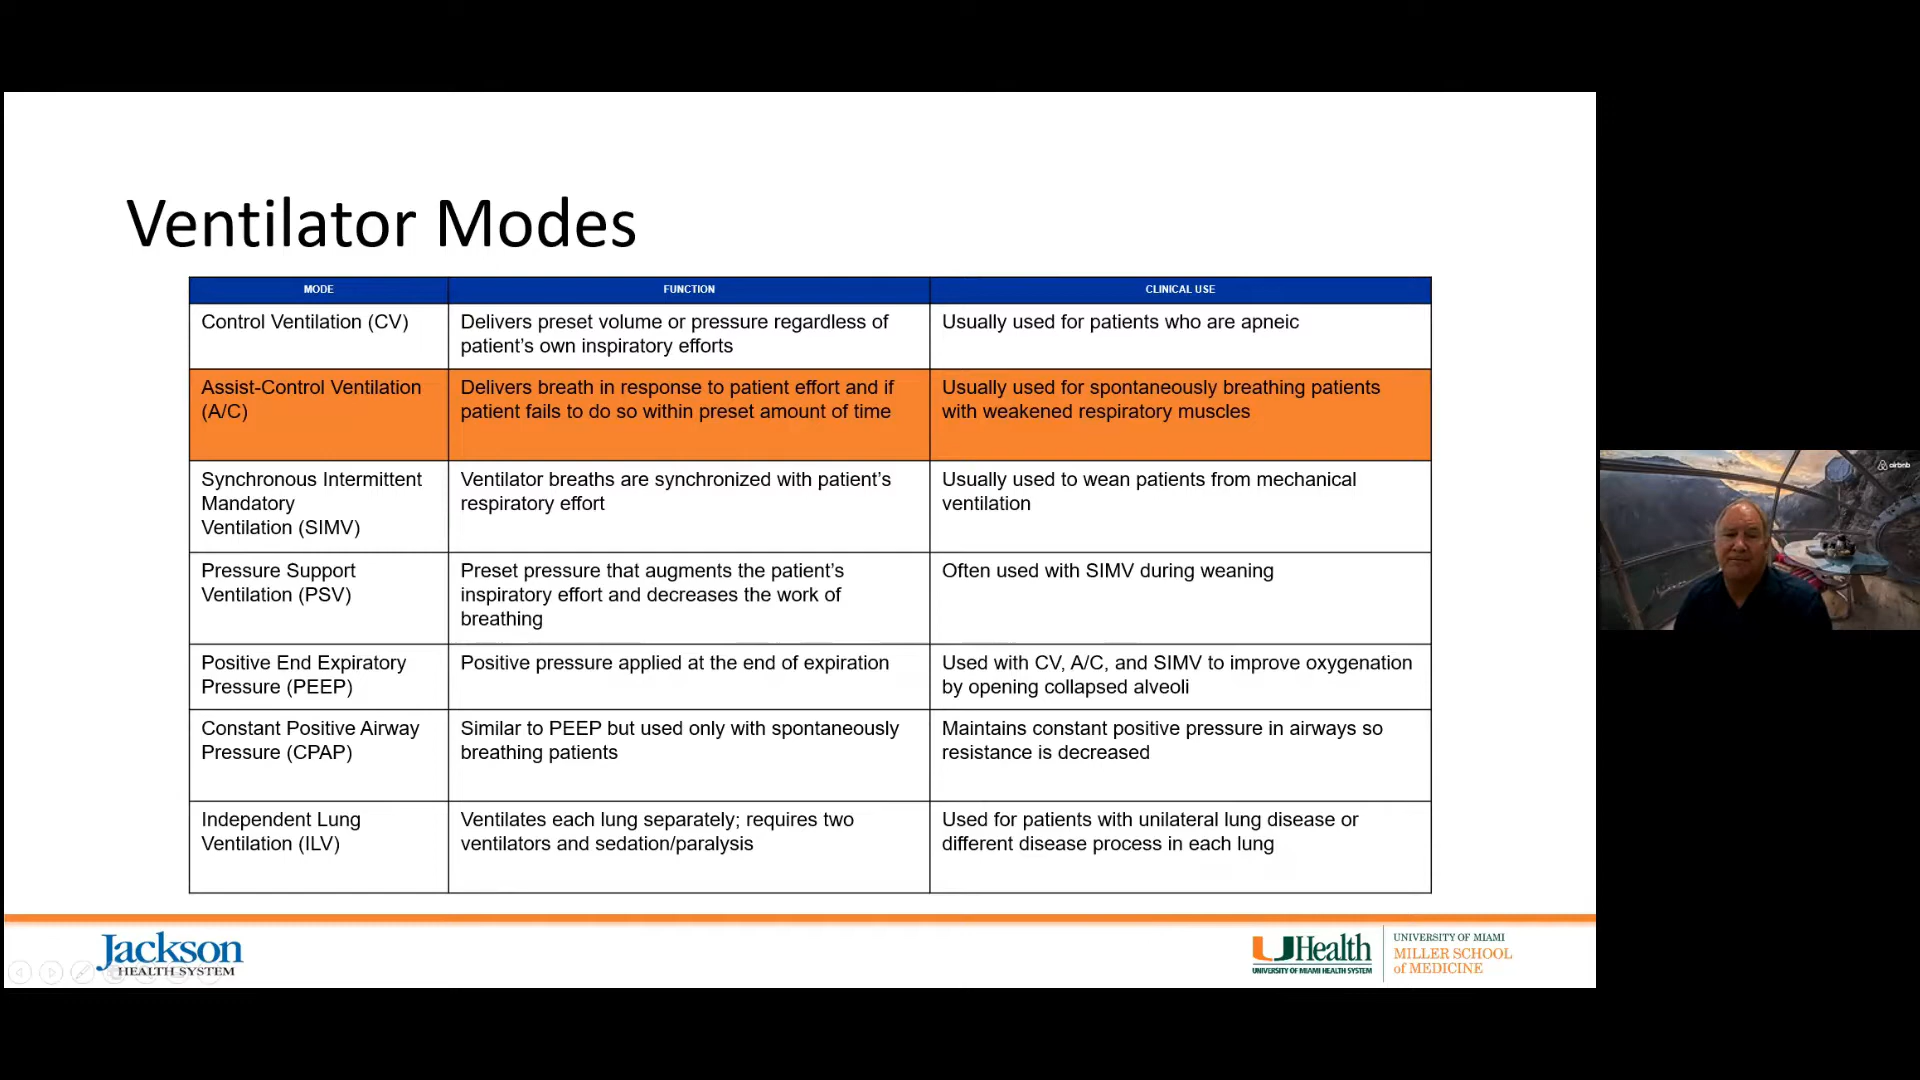 Ventilator Modes
MODE
FUNCTION
CLINICAL USE
Control Ventilation (CV)
Delivers preset volume or pressure regardless of
patient’s own inspiratory efforts
Usually used for patients who are apneic
Assist-Control Ventilation
(A/C)
Delivers breath in response to patient effort and if
patient fails to do so within preset amount of time
Usually used for spontaneously breathing patients
with weakened respiratory muscles
Synchronous Intermittent
Mandatory
Ventilation (SIMV)
Ventilator breaths are synchronized with patient’s
respiratory effort
Usually used to wean patients from mechanical
ventilation
Pressure Support
Ventilation (PSV)
Preset pressure that augments the patient’s
inspiratory effort and decreases the work of
breathing
Often used with SIMV during weaning
Positive End Expiratory
Pressure (PEEP)
Positive pressure applied at the end of expiration
Used with CV, A/C, and SIMV to improve oxygenation
by opening collapsed alveoli
Constant Positive Airway
Pressure (CPAP)
Similar to PEEP but used only with spontaneously
breathing patients
Maintains constant positive pressure in airways so
resistance is decreased
Independent Lung
Ventilation (ILV)
Ventilates each lung separately; requires two
ventilators and sedation/paralysis
Used for patients with unilateral lung disease or
different disease process in each lung
airbnb
Jackson
HEALTH SYSTEM
UHealth
UNIVERSITY OF MIAMI HEALTH SYSTEM
UNIVERSITY OF MIAMI
MILLER SCHOOL
of MEDICINE